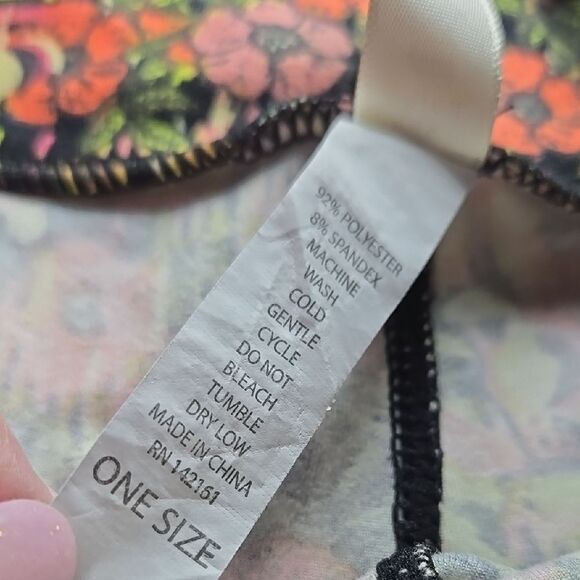 92% POLYESTER
8% SPANDEX
MACHINE
WASH
COLD
GENTLE
CYCLE
DO NOT
BLEACH
TUMBLE
DRY LOW
MADE IN CHINA
RN 142161
ONE SIZE